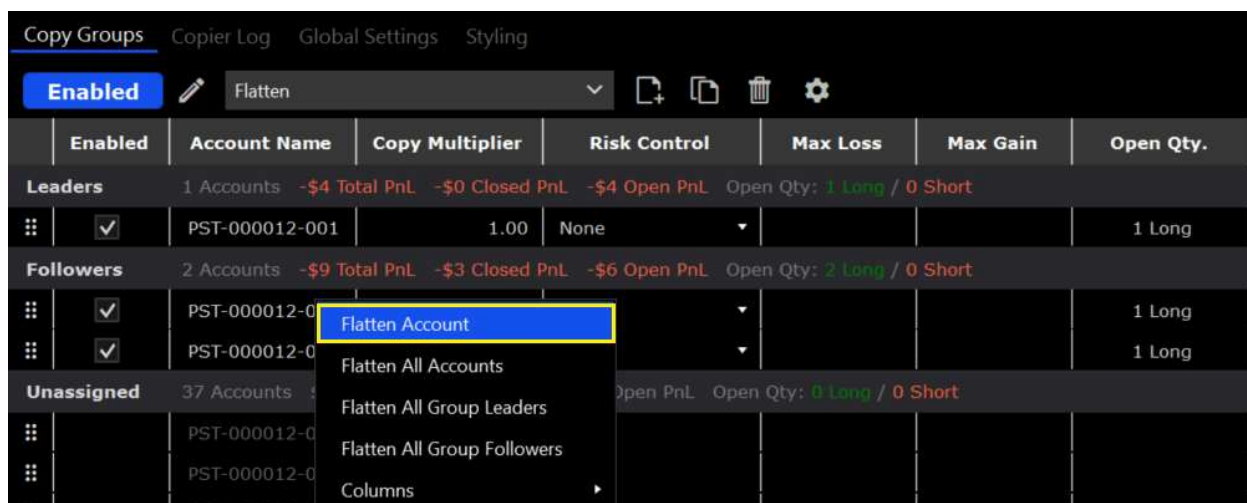 Copy Groups Copier Log Global Settings Styling
Enabled Flatten
Enabled Account Name Copy Multiplier Risk Control Max Loss Max Gain Open Qty.
Leaders 1 Accounts -$4 Total PnL -$0 Closed PnL -$4 Open PnL Open Qty: 1 Long / 0 Short
PST-000012-001 1.00 None 1 Long
Followers 2 Accounts -$9 Total PnL -$3 Closed PnL -$6 Open PnL Open Qty: 2 Long / 0 Short
PST-000012-0 1 Long
Flatten Account
PST-000012-0 1 Long
Flatten All Accounts
Unassigned 37 Accounts Open PnL Open Qty: 0 Long / 0 Short
Flatten All Group Leaders
PST-000012-0
Flatten All Group Followers
PST-000012-0
Columns